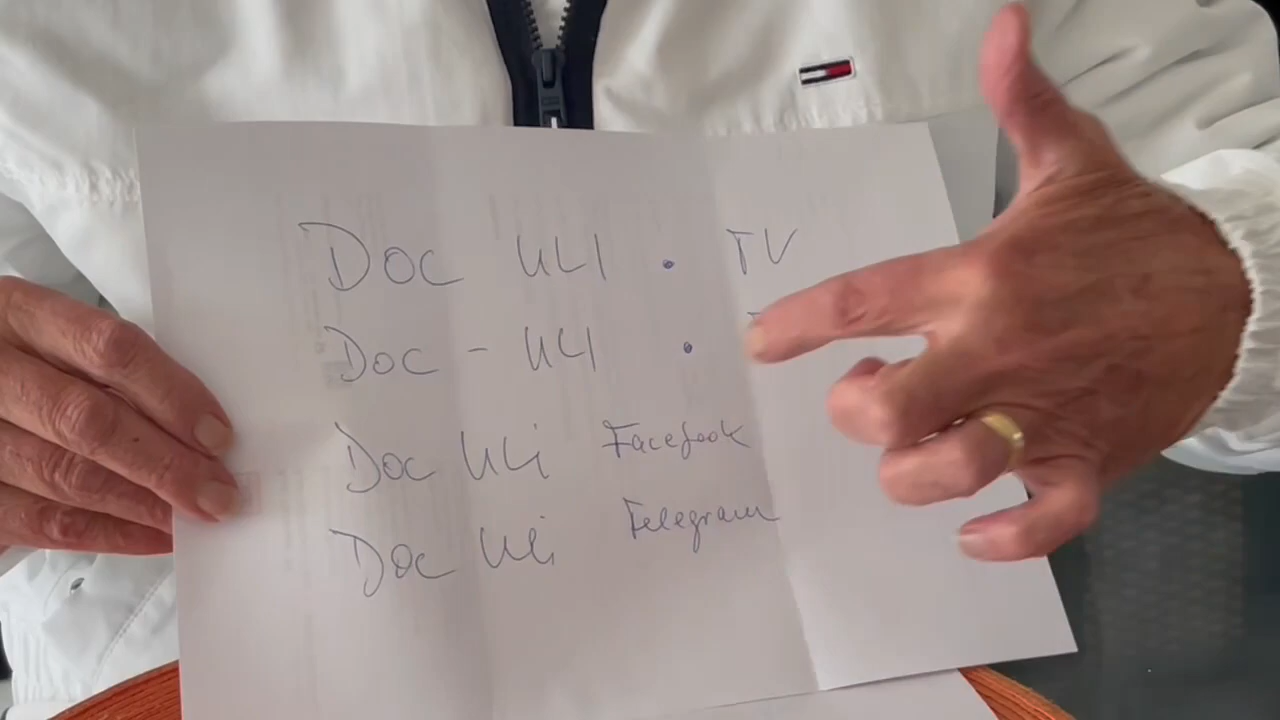 Doc ULI . TV
Doc - ULI .
Doc Uli Facebook
Doc Uli Telegram